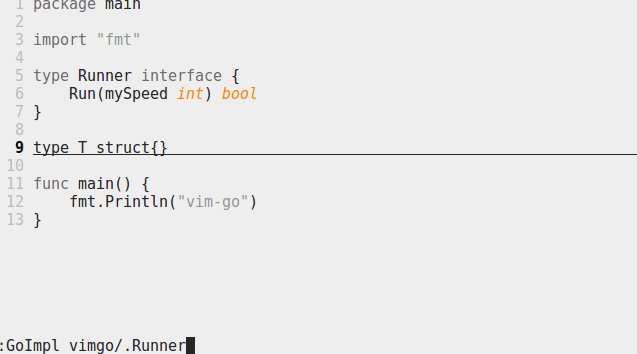 1 package main
2
3 import "fmt"
4
5 type Runner interface {
6     Run(mySpeed int) bool
7 }
8
9 type T struct{}
10
11 func main() {
12     fmt.Println("vim-go")
13 }
:GoImpl vimgo/.Runner